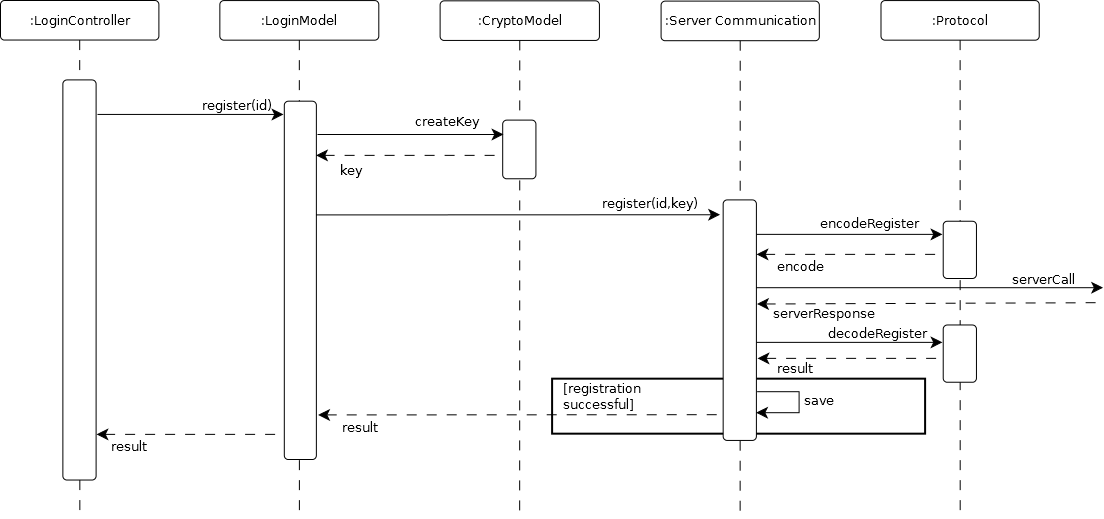 :LoginController
:LoginModel
:CryptoModel
:Server Communication
:Protocol
register(id)
createKey
key
register(id,key)
encodeRegister
encode
serverCall
serverResponse
decodeRegister
result
[registration
successful]
save
result
result